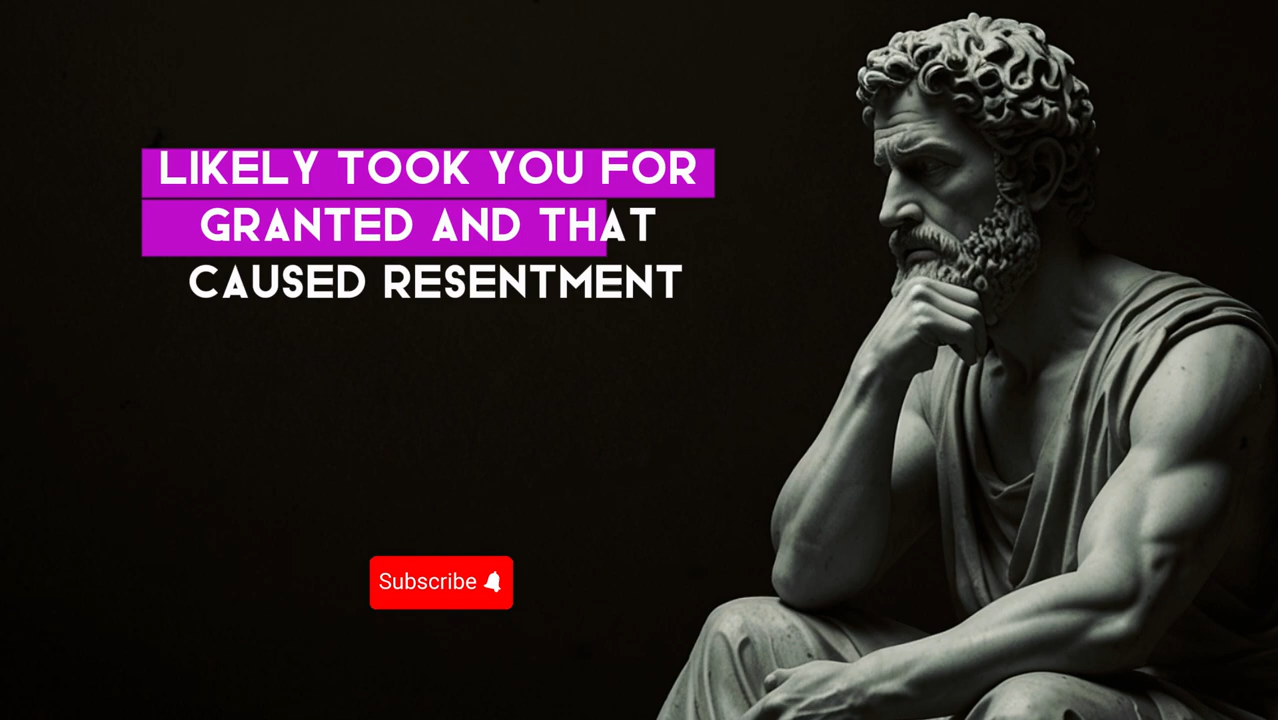 LIKELY TOOK YOU FOR
GRANTED AND THAT
CAUSED RESENTMENT
Subscribe